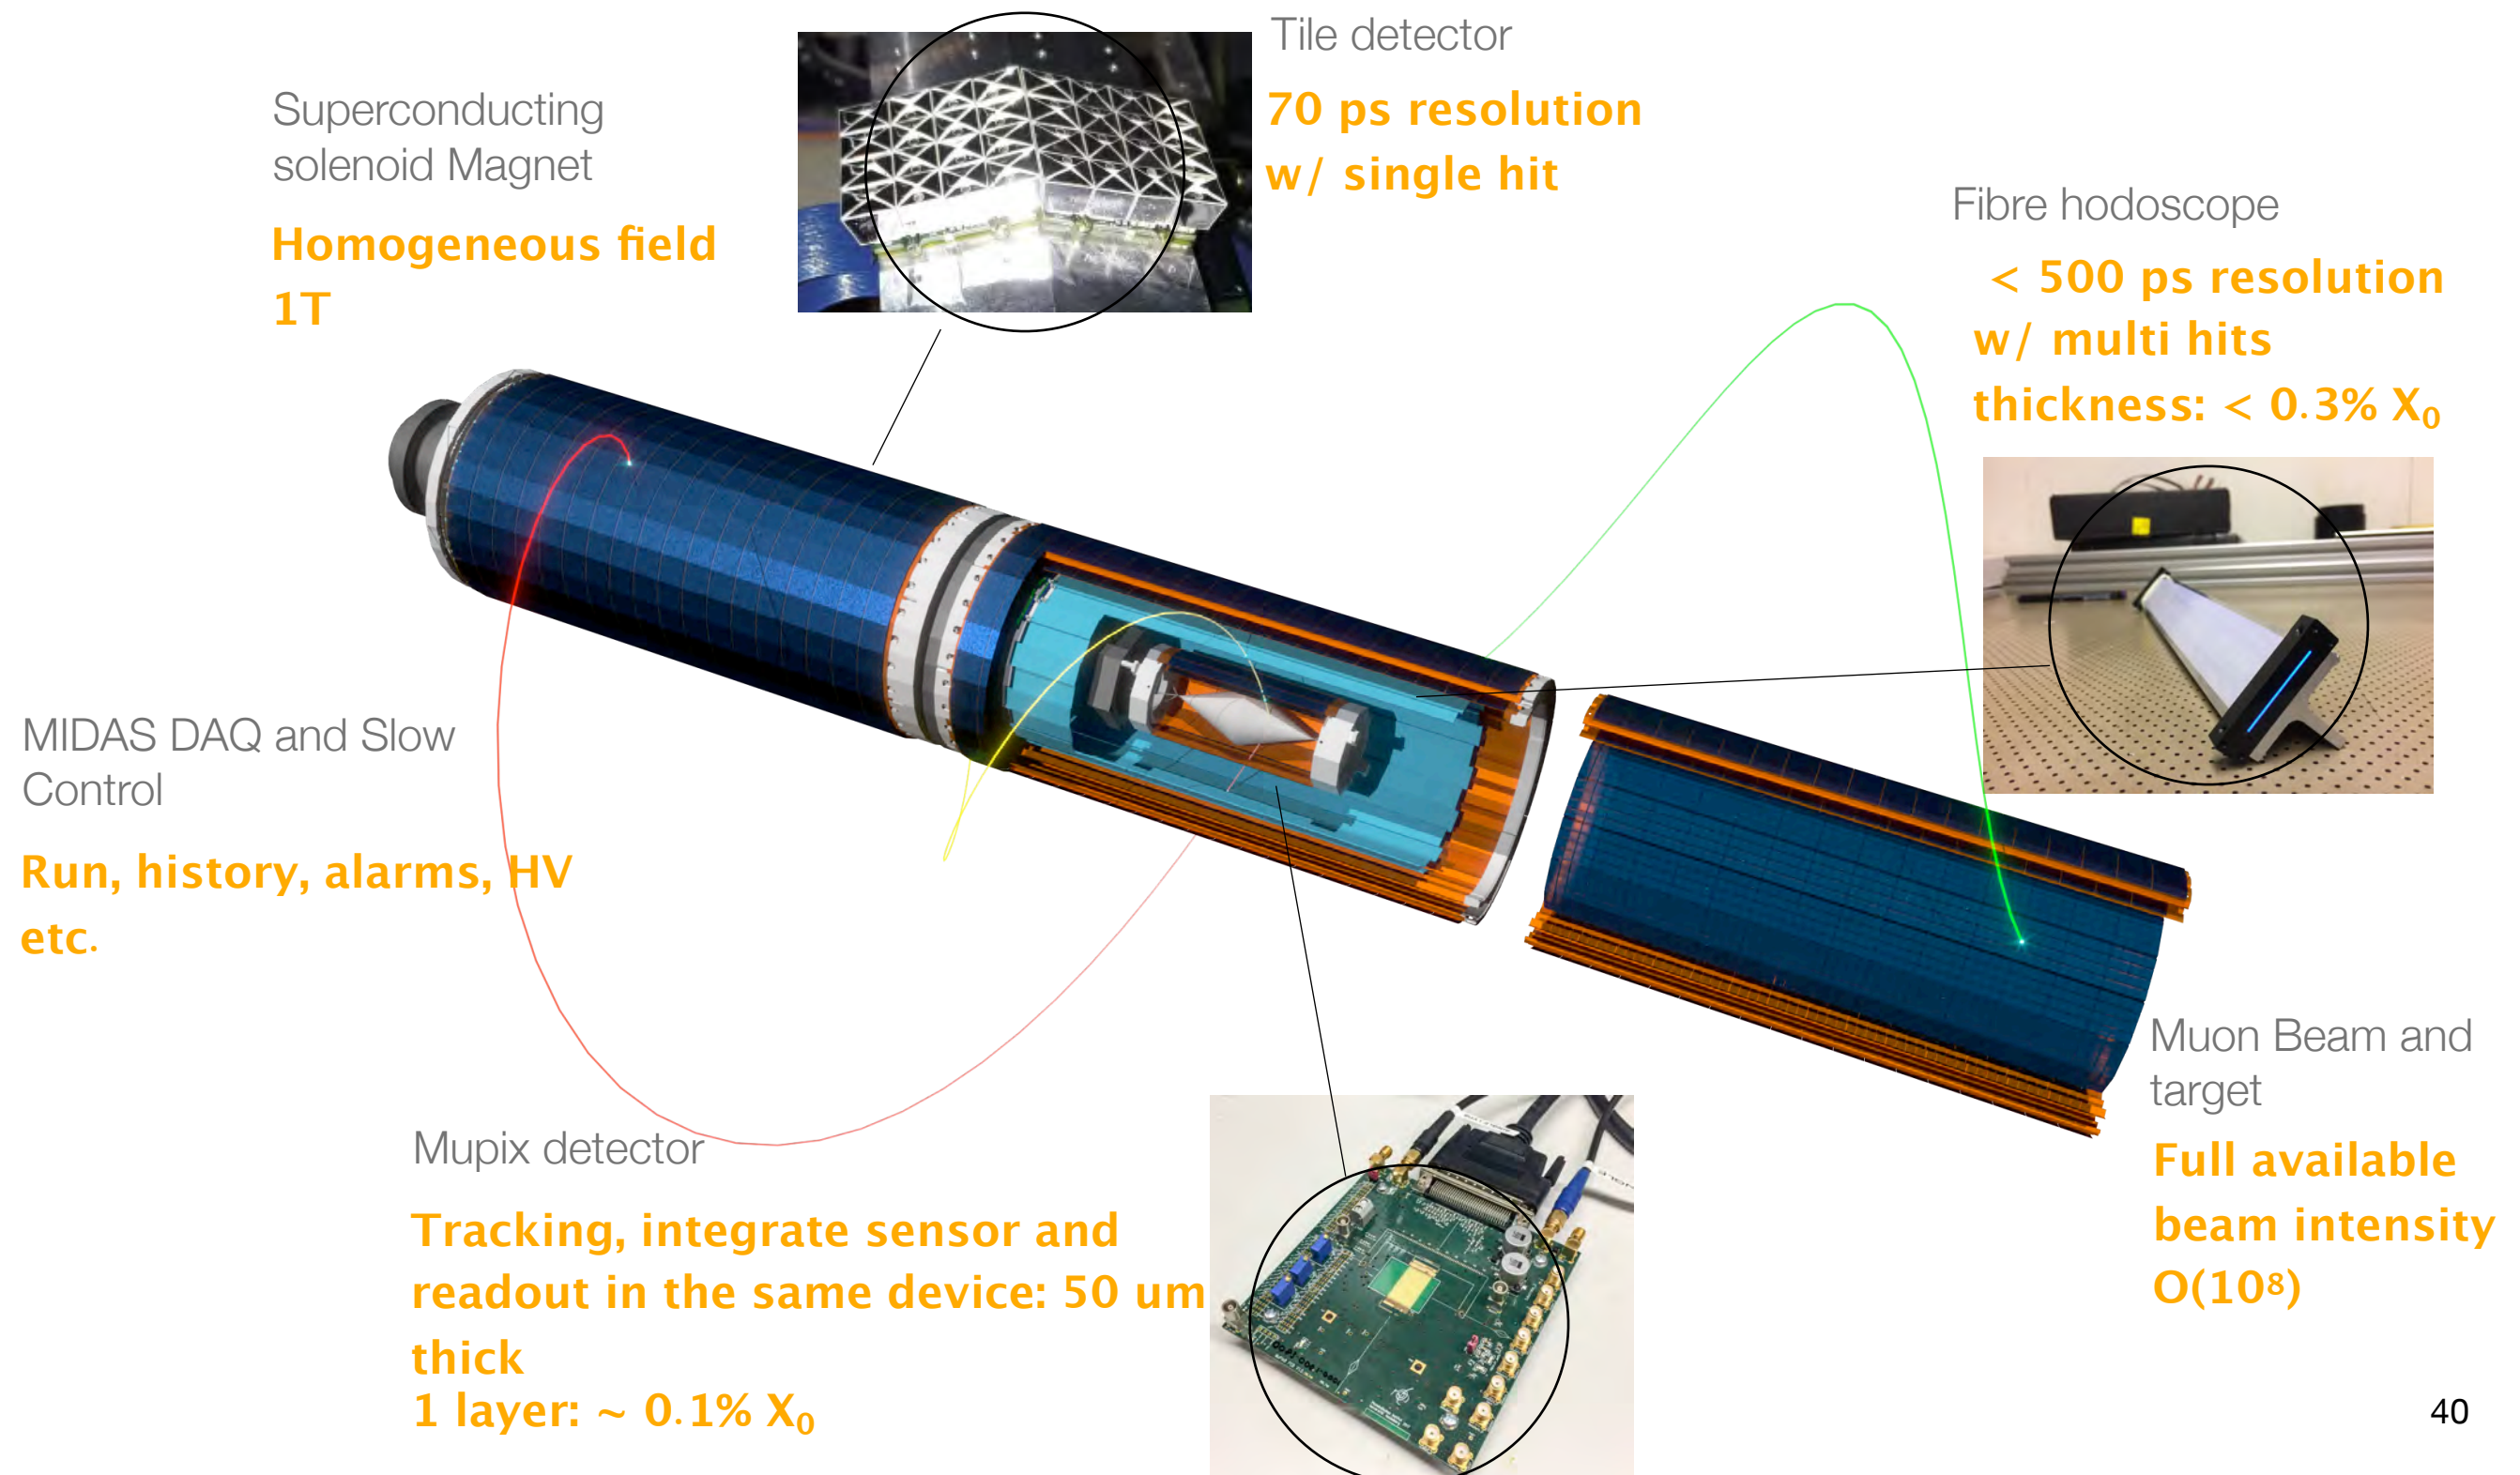 Tile detector
70 ps resolution
w/ single hit
Superconducting
solenoid Magnet
Homogeneous field
1T
Fibre hodoscope
< 500 ps resolution
w/ multi hits
thickness: < 0.3% X₀
MIDAS DAQ and Slow
Control
Run, history, alarms, HV
etc.
Muon Beam and
target
Full available
beam intensity
O(10⁸)
Mupix detector
Tracking, integrate sensor and
readout in the same device: 50 um
thick
1 layer: ~ 0.1% X₀
40